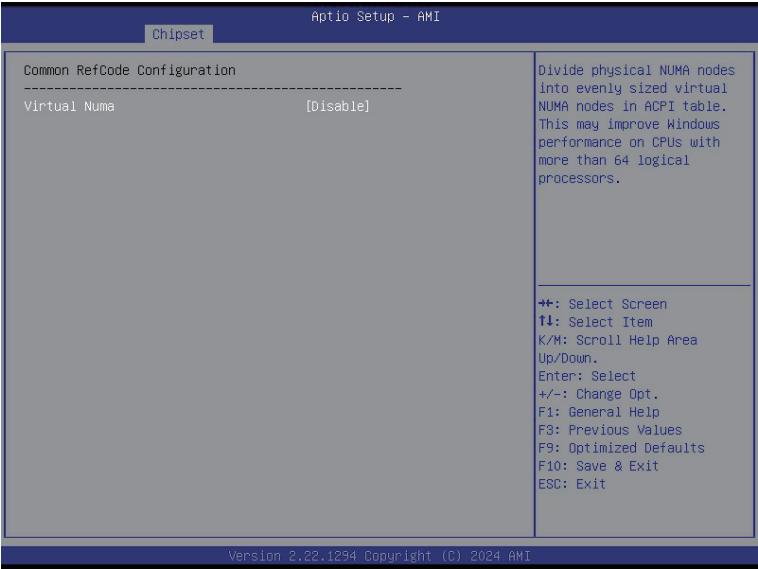 Aptio Setup – AMI
Chipset
Common RefCode Configuration
--------------------------------------------------
Virtual Numa [Disable]
Divide physical NUMA nodes
into evenly sized virtual
NUMA nodes in ACPI table.
This may improve Windows
performance on CPUs with
more than 64 logical
processors.
→←: Select Screen
↑↓: Select Item
K/M: Scroll Help Area
Up/Down.
Enter: Select
+/-: Change Opt.
F1: General Help
F3: Previous Values
F9: Optimized Defaults
F10: Save & Exit
ESC: Exit
Version 2.22.1294 Copyright (C) 2024 AMI